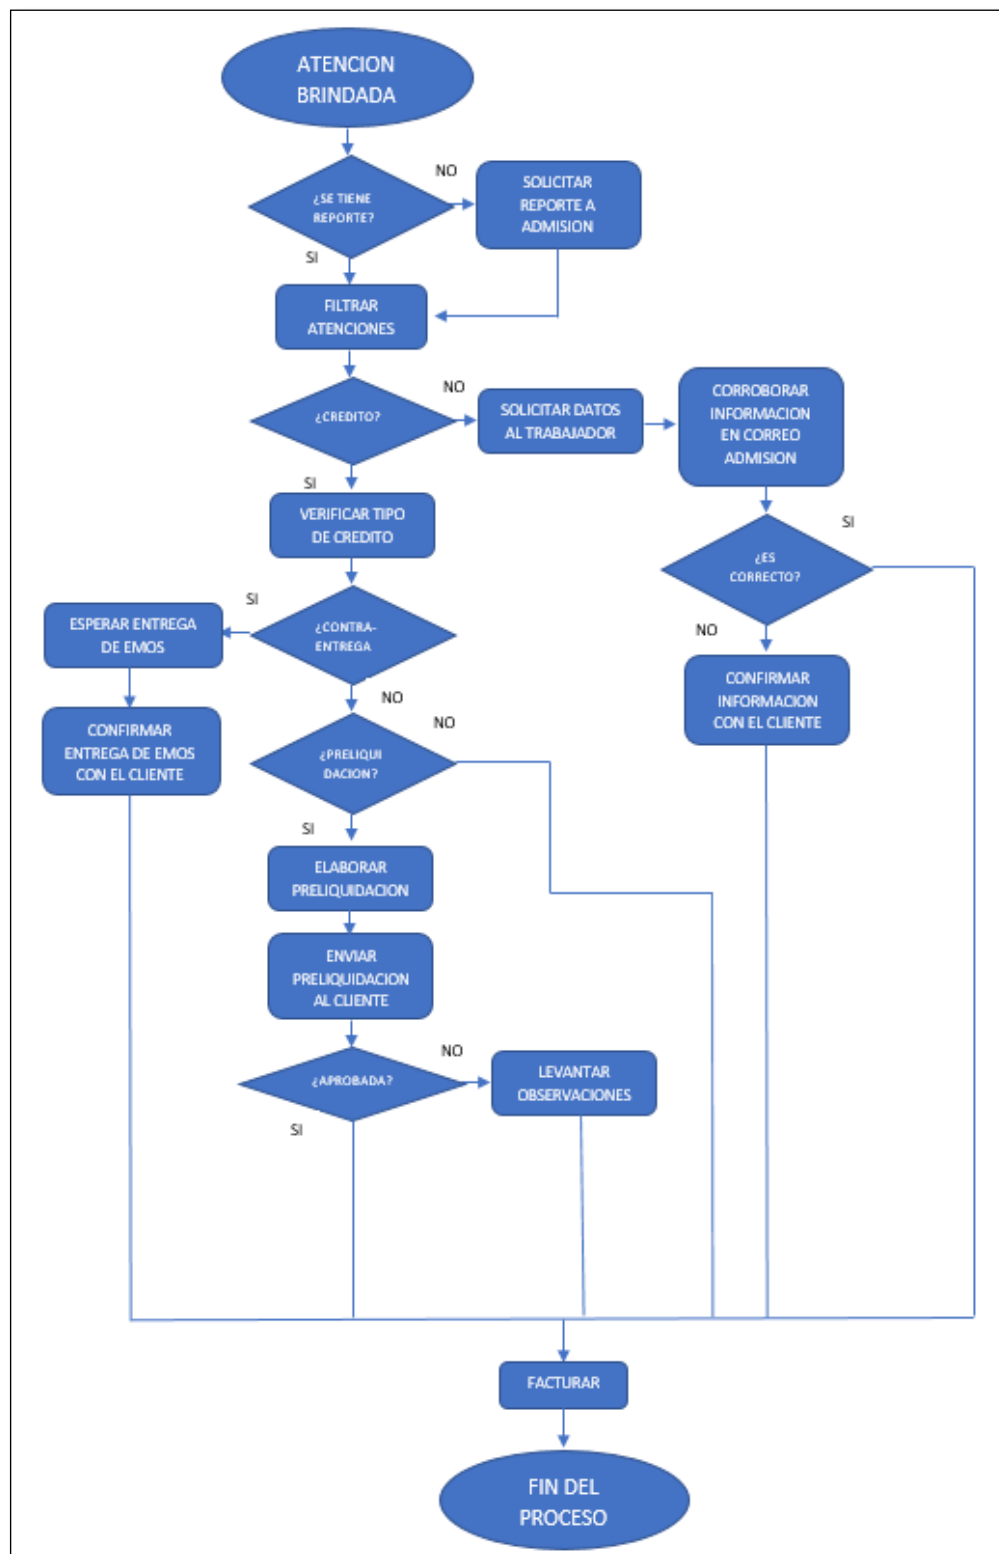 ATENCION
BRINDADA
NO
¿SE TIENE
REPORTE?
SOLICITAR
REPORTE A
ADMISION
SI
FILTRAR
ATENCIONES
NO
¿CREDITO?
SOLICITAR DATOS
AL TRABAJADOR
CORROBORAR
INFORMACION
EN CORREO
ADMISION
SI
VERIFICAR TIPO
DE CREDITO
SI
¿ES
CORRECTO?
NO
SI
¿CONTRA-
ENTREGA
ESPERAR ENTREGA
DE EMOS
CONFIRMAR
INFORMACION
CON EL CLIENTE
NO
CONFIRMAR
ENTREGA DE EMOS
CON EL CLIENTE
NO
¿PRELIQUI
DACION?
SI
ELABORAR
PRELIQUIDACION
ENVIAR
PRELIQUIDACION
AL CLIENTE
NO
¿APROBADA?
LEVANTAR
OBSERVACIONES
SI
FACTURAR
FIN DEL
PROCESO